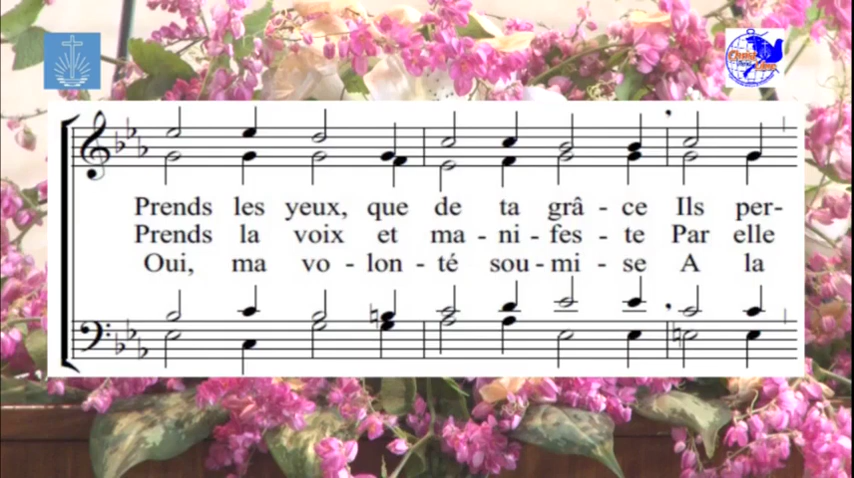 Prends les yeux, que de ta grâ - ce Ils per-
Prends la voix et ma - ni - fes - te Par elle
Oui, ma vo - lon - té sou - mi - se A la